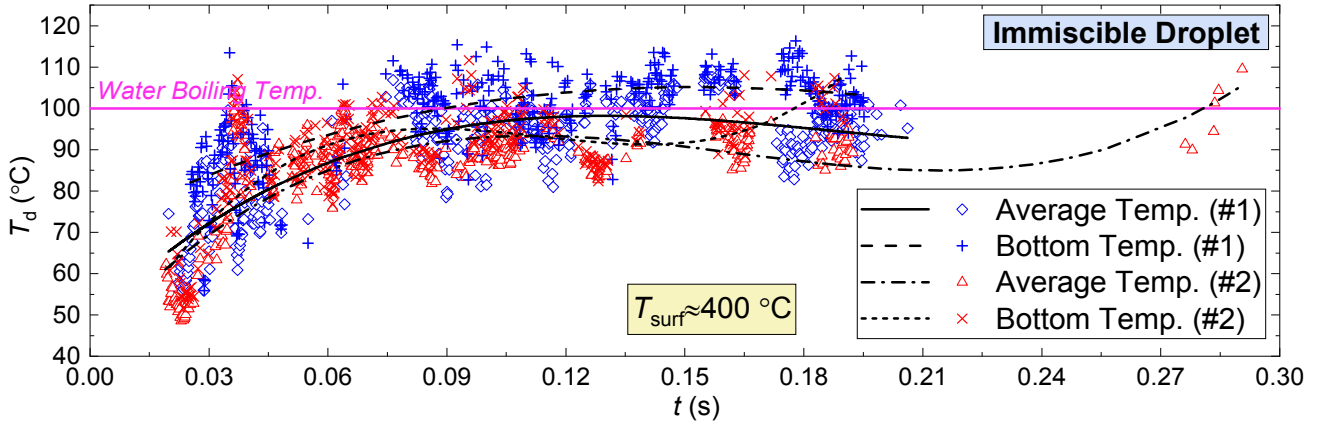 Immiscible Droplet
Water Boiling Temp.
T_d (°C)
120
110
100
90
80
70
60
50
40
T_surf≈400 °C
Average Temp. (#1)
Bottom Temp. (#1)
Average Temp. (#2)
Bottom Temp. (#2)
0.00 0.03 0.06 0.09 0.12 0.15 0.18 0.21 0.24 0.27 0.30
t (s)